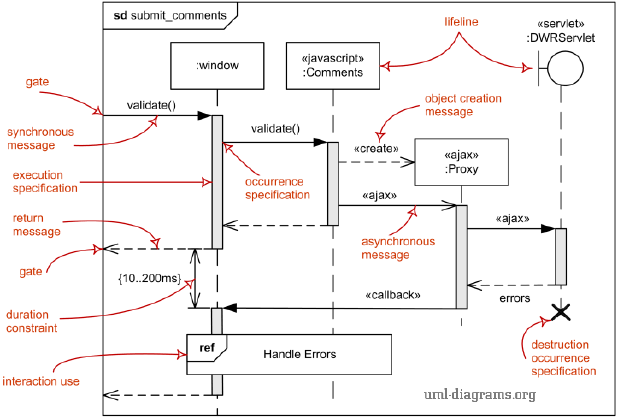 sd submit_comments
lifeline
«servlet»
:DWRServlet
:window
«javascript»
:Comments
gate
object creation
message
validate()
synchronous
message
validate()
«create»
«ajax»
:Proxy
execution
specification
occurrence
specification
«ajax»
return
message
asynchronous
message
«ajax»
gate
{10..200ms}
«callback»
errors
duration
constraint
ref
Handle Errors
destruction
occurrence
specification
interaction use
uml-diagrams.org